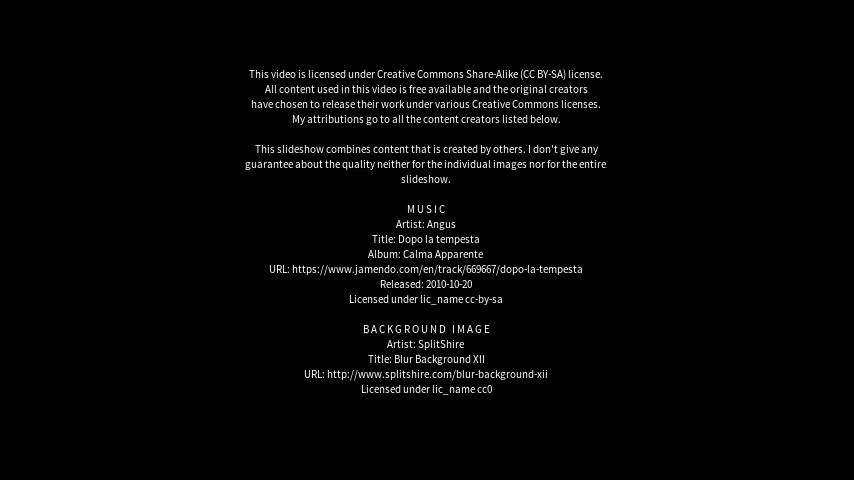 This video is licensed under Creative Commons Share-Alike (CC BY-SA) license.
All content used in this video is free available and the original creators
have chosen to release their work under various Creative Commons licenses.
My attributions go to all the content creators listed below.
This slideshow combines content that is created by others. I don't give any
guarantee about the quality neither for the individual images nor for the entire
slideshow.
MUSIC
Artist: Angus
Title: Dopo la tempesta
Album: Calma Apparente
URL: https://www.jamendo.com/en/track/669667/dopo-la-tempesta
Released: 2010-10-20
Licensed under lic_name cc-by-sa
BACKGROUND IMAGE
Artist: SplitShire
Title: Blur Background XII
URL: http://www.splitshire.com/blur-background-xii
Licensed under lic_name cc0